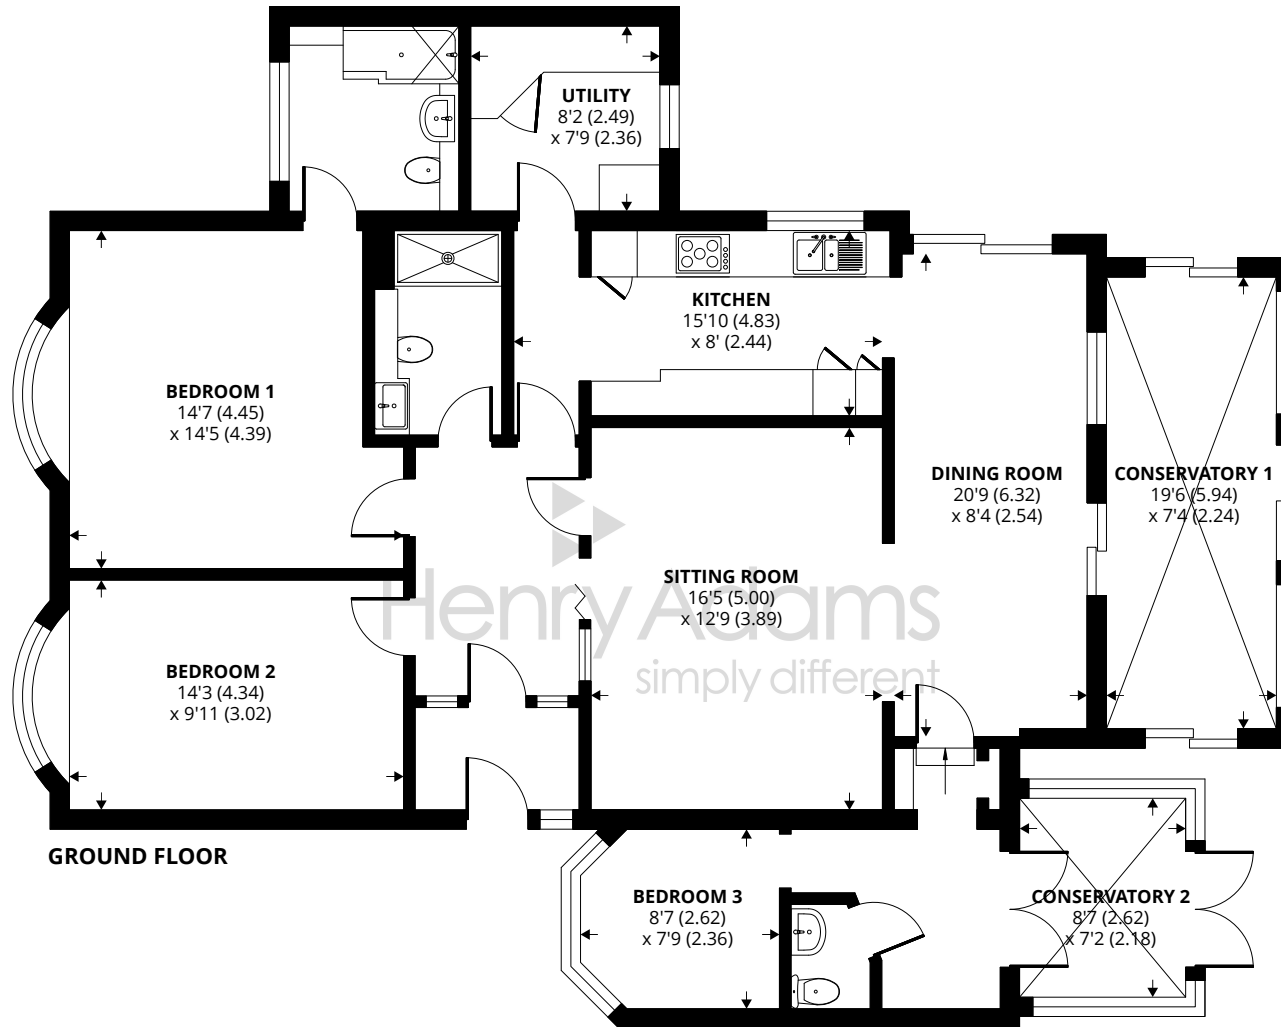 UTILITY
8'2 (2.49)
x 7'9 (2.36)
KITCHEN
15'10 (4.83)
x 8' (2.44)
BEDROOM 1
14'7 (4.45)
x 14'5 (4.39)
DINING ROOM
20'9 (6.32)
x 8'4 (2.54)
CONSERVATORY 1
19'6 (5.94)
x 7'4 (2.24)
SITTING ROOM
16'5 (5.00)
x 12'9 (3.89)
Henry Adams
simply different
BEDROOM 2
14'3 (4.34)
x 9'11 (3.02)
GROUND FLOOR
BEDROOM 3
8'7 (2.62)
x 7'9 (2.36)
CONSERVATORY 2
8'7 (2.62)
x 7'2 (2.18)